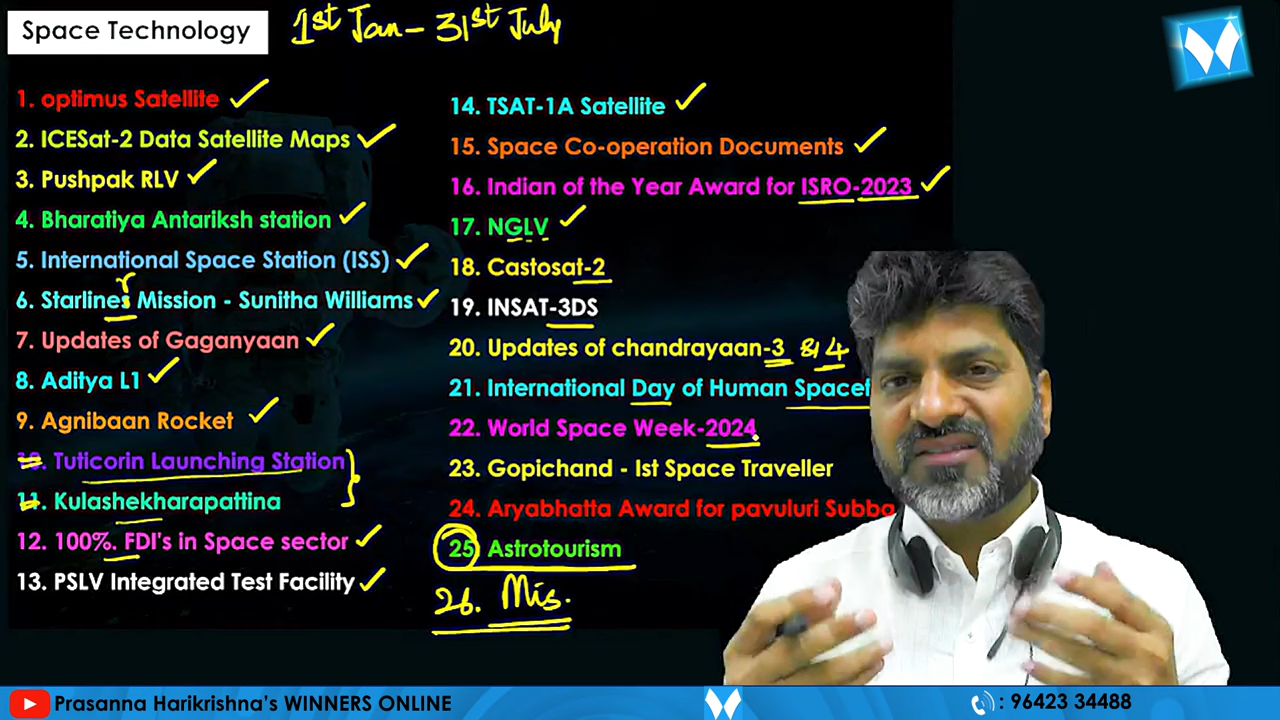 Space Technology
1st Jan - 31st July
1. optimus Satellite
2. ICESat-2 Data Satellite Maps
3. Pushpak RLV
4. Bharatiya Antariksh station
5. International Space Station (ISS)
r
6. Starliner Mission - Sunitha Williams
7. Updates of Gaganyaan
8. Aditya L1
9. Agnibaan Rocket
10. Tuticorin Launching Station
11. Kulashekharapattina
12. 100%. FDI's in Space sector
13. PSLV Integrated Test Facility
14. TSAT-1A Satellite
15. Space Co-operation Documents
16. Indian of the Year Award for ISRO-2023
17. NGLV
18. Castosat-2
19. INSAT-3DS
20. Updates of chandrayaan-3 & 4
21. International Day of Human Spacef
22. World Space Week-2024
23. Gopichand - Ist Space Traveller
24. Aryabhatta Award for pavuluri Subba
25. Astrotourism
26. Mis.
Prasanna Harikrishna's WINNERS ONLINE
: 96423 34488